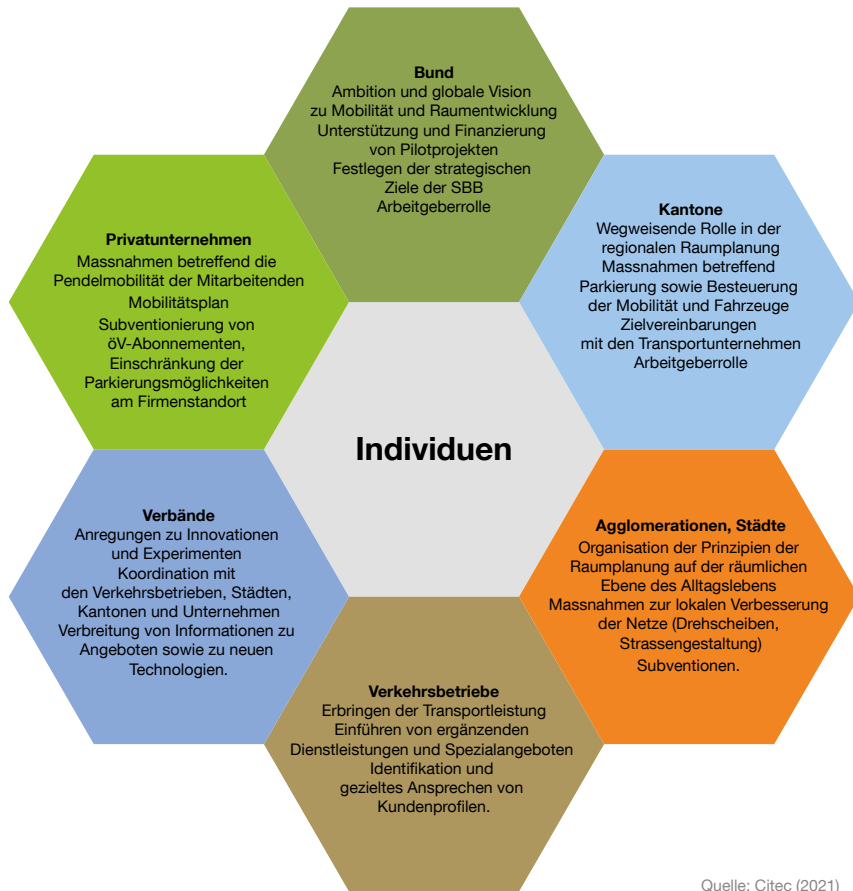 Bund
Ambition und globale Vision
zu Mobilität und Raumentwicklung
Unterstützung und Finanzierung
von Pilotprojekten
Festlegen der strategischen
Ziele der SBB
Arbeitgeberrolle
Kantone
Wegweisende Rolle in der
regionalen Raumplanung
Massnahmen betreffend
Parkierung sowie Besteuerung
der Mobilität und Fahrzeuge
Zielvereinbarungen
mit den Transportunternehmen
Arbeitgeberrolle
Privatunternehmen
Massnahmen betreffend die
Pendelmobilität der Mitarbeitenden
Mobilitätsplan
Subventionierung von
öV-Abonnementen,
Einschränkung der
Parkierungsmöglichkeiten
am Firmenstandort
Individuen
Verbände
Anregungen zu Innovationen
und Experimenten
Koordination mit
den Verkehrsbetrieben, Städten,
Kantonen und Unternehmen
Verbreitung von Informationen zu
Angeboten sowie zu neuen
Technologien.
Agglomerationen, Städte
Organisation der Prinzipien der
Raumplanung auf der räumlichen
Ebene des Alltagslebens
Massnahmen zur lokalen Verbesserung
der Netze (Drehscheiben,
Strassengestaltung)
Subventionen.
Verkehrsbetriebe
Erbringen der Transportleistung
Einführen von ergänzenden
Dienstleistungen und Spezialangeboten
Identifikation und
gezieltes Ansprechen von
Kundenprofilen.
Quelle: Citec (2021)